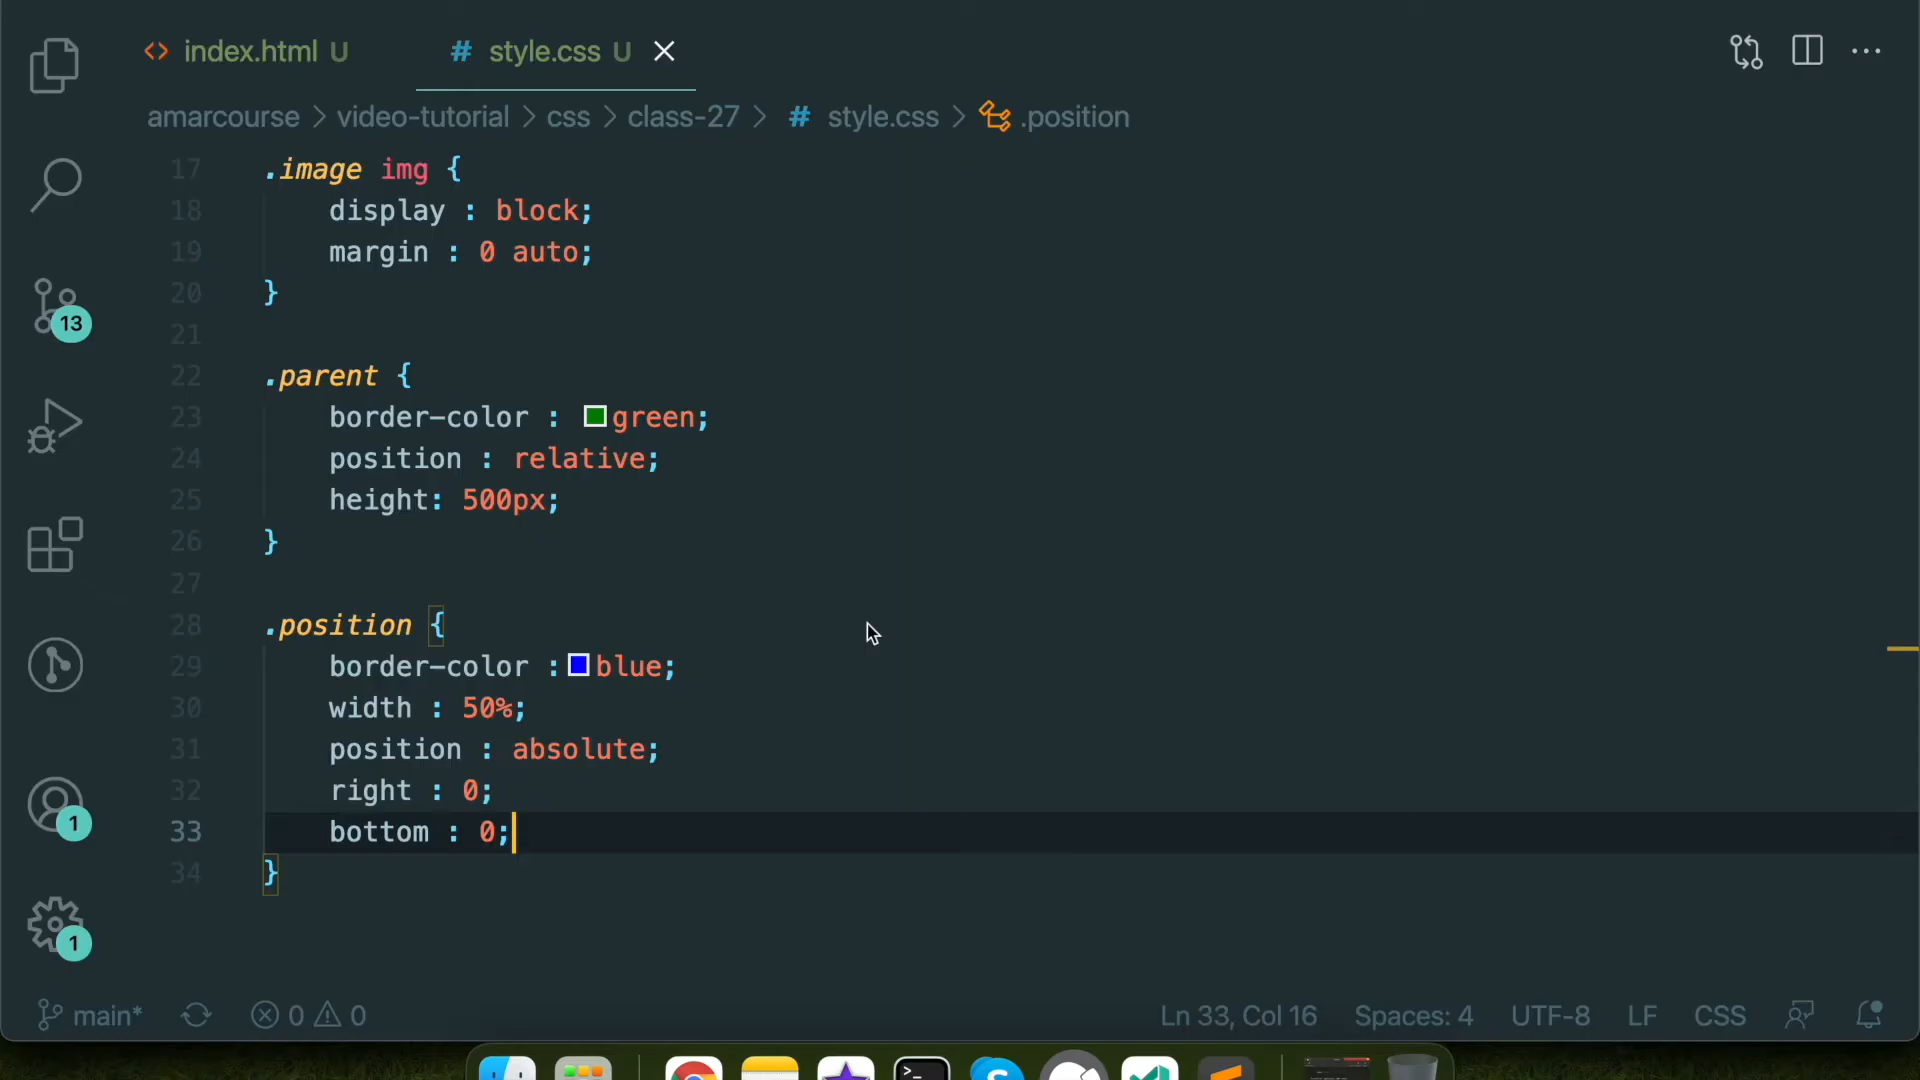 index.html U
style.css U
amarcourse > video-tutorial > css > class-27 > # style.css > .position
17 .image img {
18 display : block;
19 margin : 0 auto;
20 }
21
22 .parent {
23 border-color : green;
24 position : relative;
25 height: 500px;
26 }
27
28 .position {
29 border-color : blue;
30 width : 50%;
31 position : absolute;
32 right : 0;
33 bottom : 0;
34 }
13
1
1
main* 0 0 Ln 33, Col 16 Spaces: 4 UTF-8 LF CSS